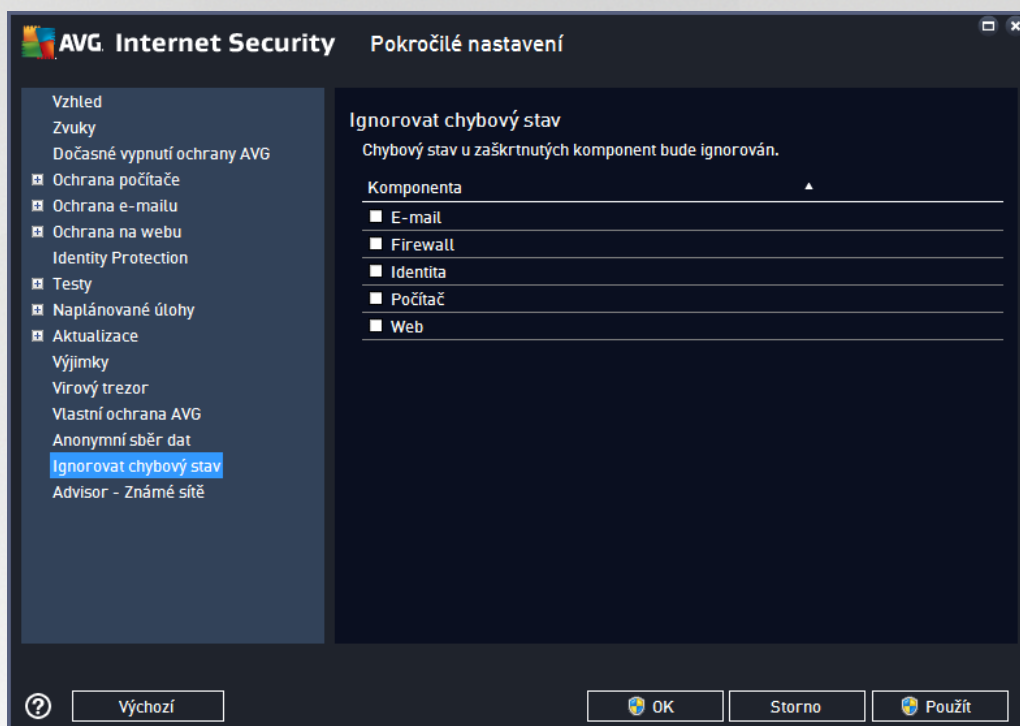 AVG. Internet Security Pokročilé nastavení
Vzhled
Zvuky
Dočasné vypnutí ochrany AVG
Ochrana počítače
Ochrana e-mailu
Ochrana na webu
Identity Protection
Testy
Naplánované úlohy
Aktualizace
Výjimky
Virový trezor
Vlastní ochrana AVG
Anonymní sběr dat
Ignorovat chybový stav
Advisor - Známé sítě
Ignorovat chybový stav
Chybový stav u zaškrtnutých komponent bude ignorován.
Komponenta
E-mail
Firewall
Identita
Počítač
Web
? Výchozí OK Storno Použít